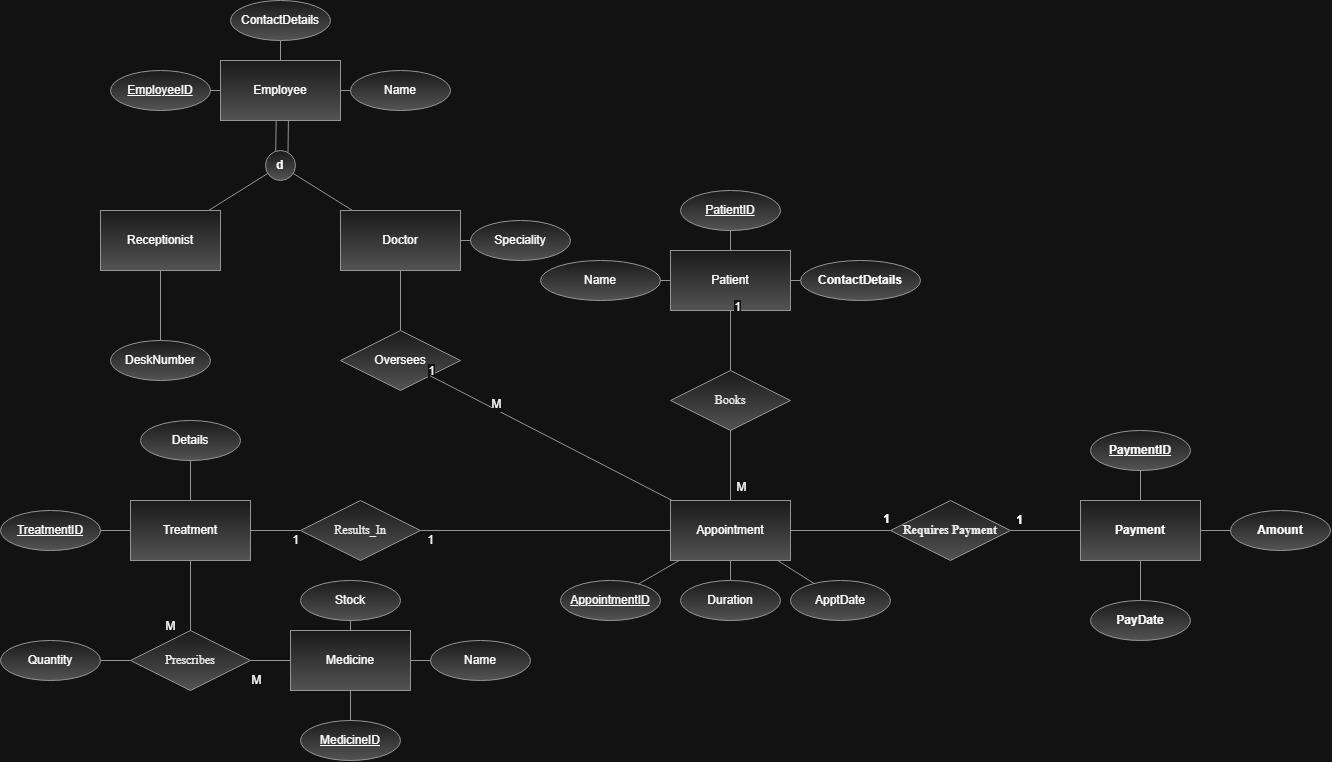 ContactDetails
EmployeeID
Employee
Name
d
PatientID
Receptionist
Doctor
Speciality
Name
Patient
ContactDetails
1
DeskNumber
Oversees
1
M
Books
Details
PaymentID
M
TreatmentID
Treatment
1
Results_In
1
Appointment
1
Requires Payment
1
Payment
Amount
Stock
AppointmentID
Duration
ApptDate
M
PayDate
Quantity
Prescribes
M
Medicine
Name
MedicineID